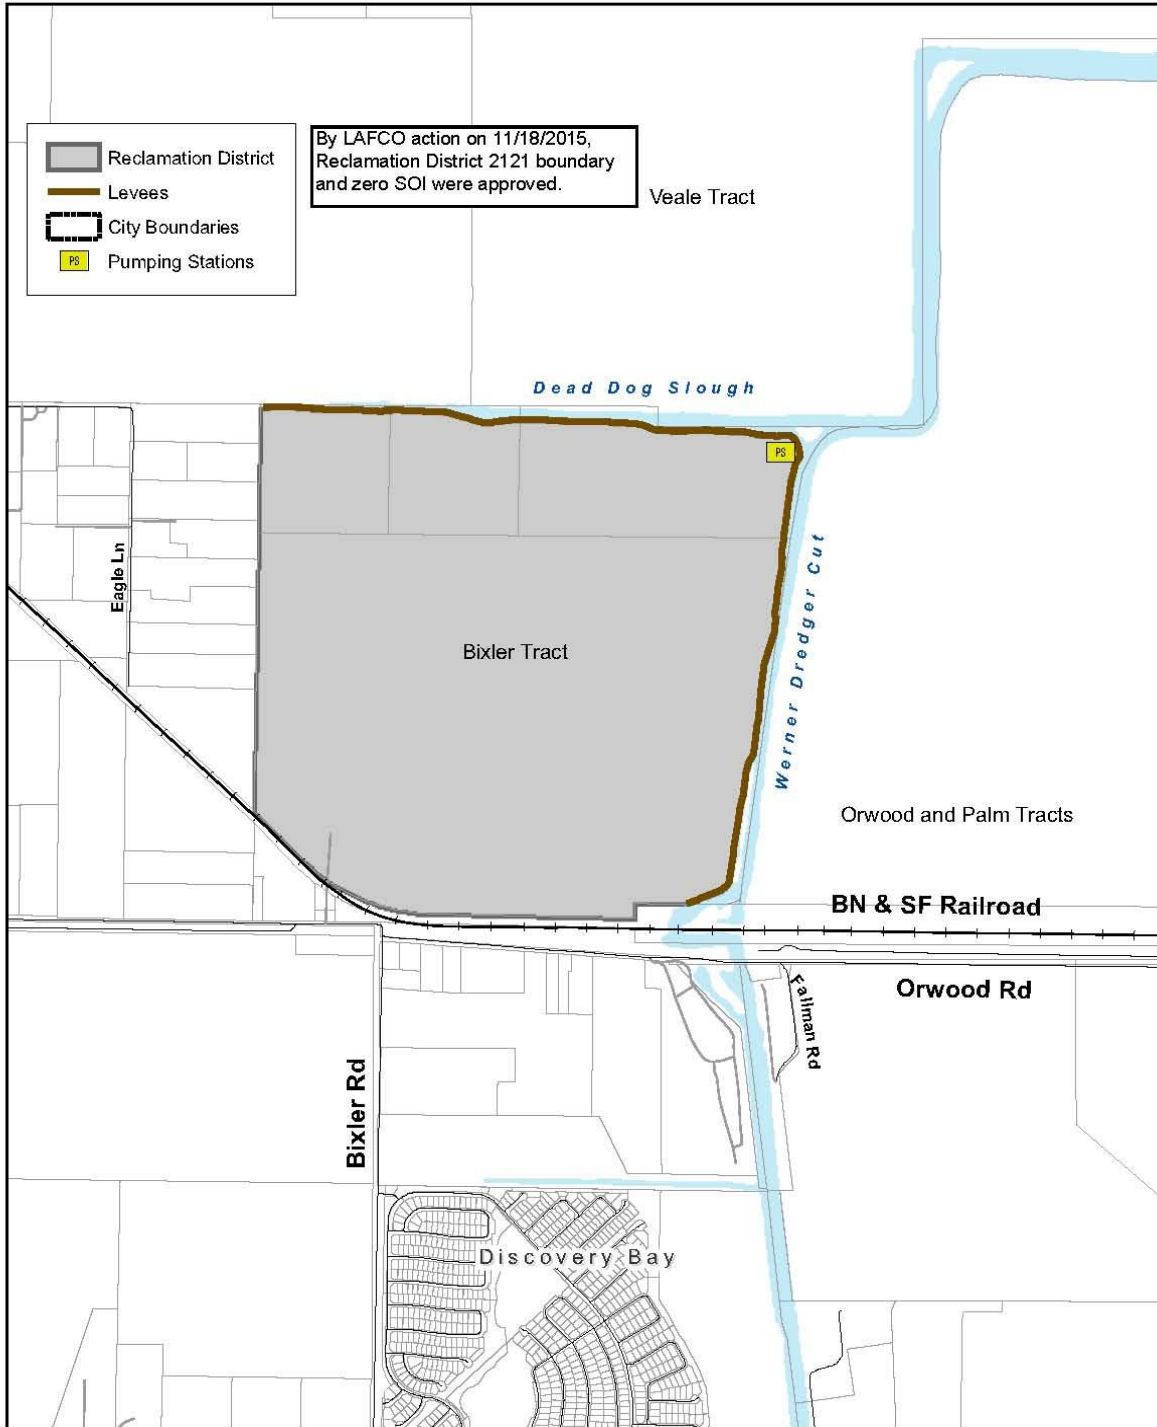 By LAFCO action on 11/18/2015,
Reclamation District 2121 boundary
and zero SOI were approved.
Reclamation District
Levees
City Boundaries
PS Pumping Stations
Veale Tract
Dead Dog Slough
PS
Eagle Ln
Bixler Tract
Werner Dredger Cut
Orwood and Palm Tracts
BN & SF Railroad
Orwood Rd
Fallman Rd
Bixler Rd
Discovery Bay